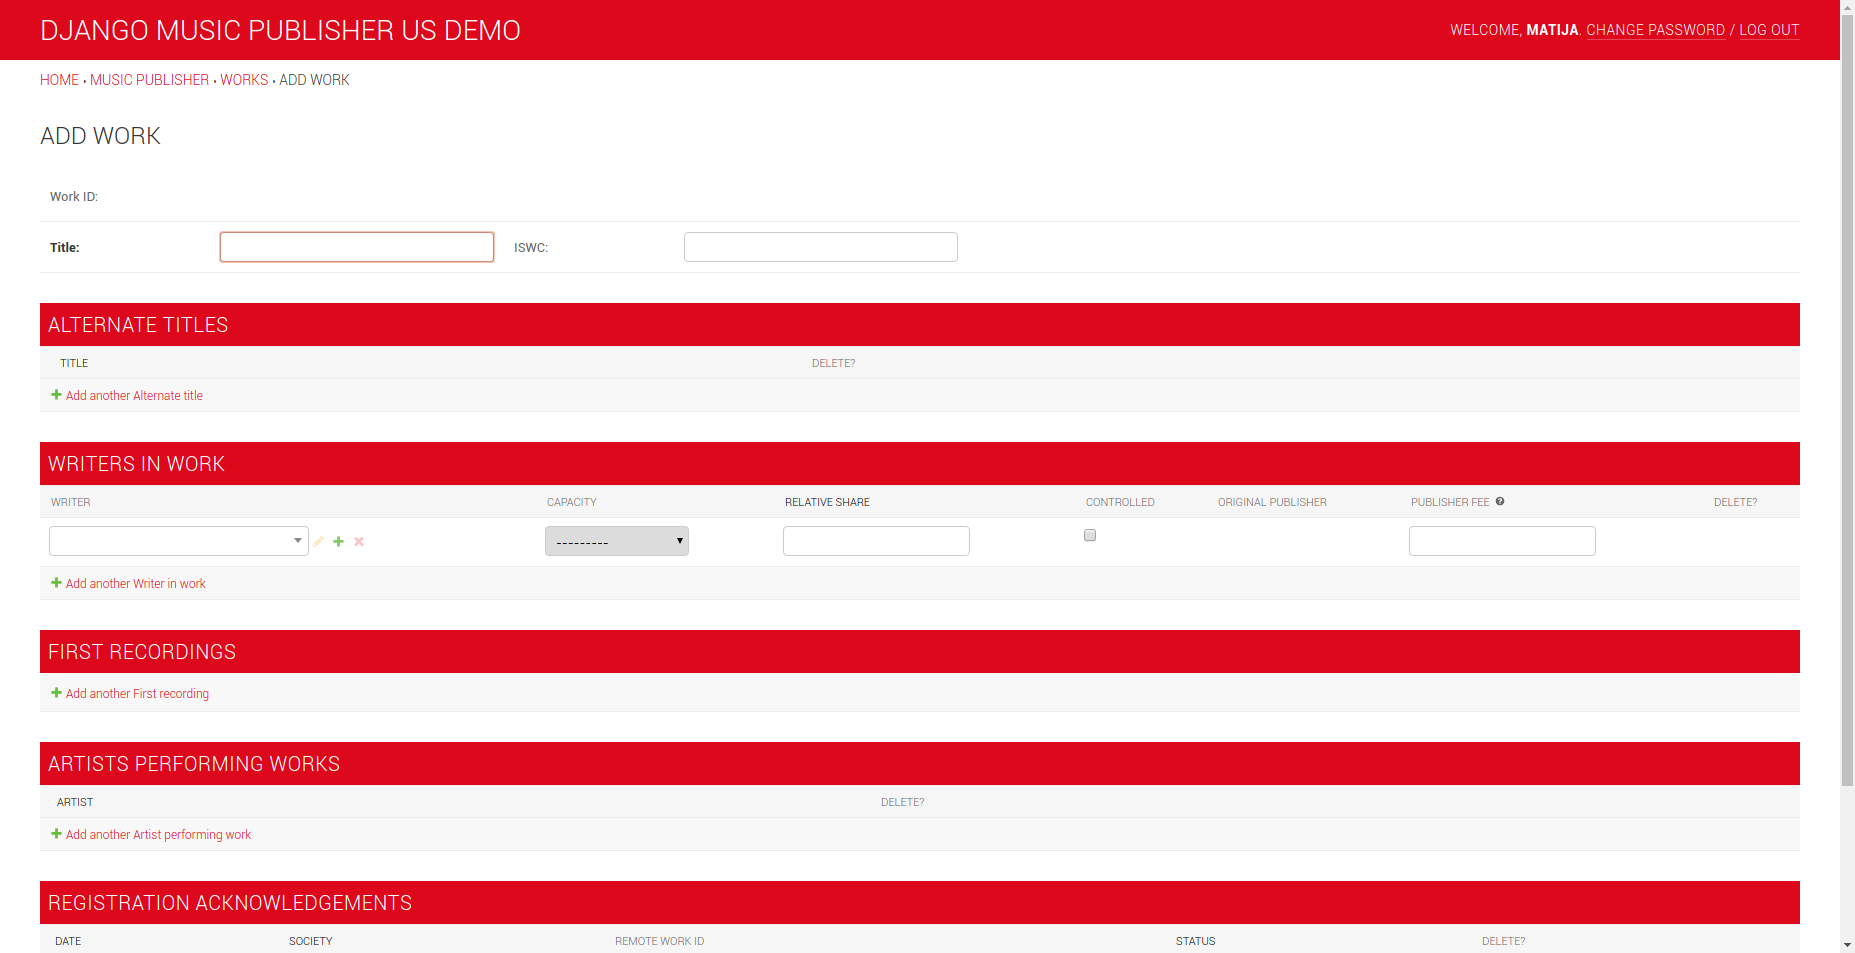 DJANGO MUSIC PUBLISHER US DEMO
WELCOME, MATIJA. CHANGE PASSWORD / LOG OUT
HOME › MUSIC PUBLISHER › WORKS › ADD WORK
ADD WORK
Work ID:
Title: ISWC:
ALTERNATE TITLES
TITLE DELETE?
Add another Alternate title
WRITERS IN WORK
WRITER CAPACITY RELATIVE SHARE CONTROLLED ORIGINAL PUBLISHER PUBLISHER FEE ? DELETE?
---------
Add another Writer in work
FIRST RECORDINGS
Add another First recording
ARTISTS PERFORMING WORKS
ARTIST DELETE?
Add another Artist performing work
REGISTRATION ACKNOWLEDGEMENTS
DATE SOCIETY REMOTE WORK ID STATUS DELETE?